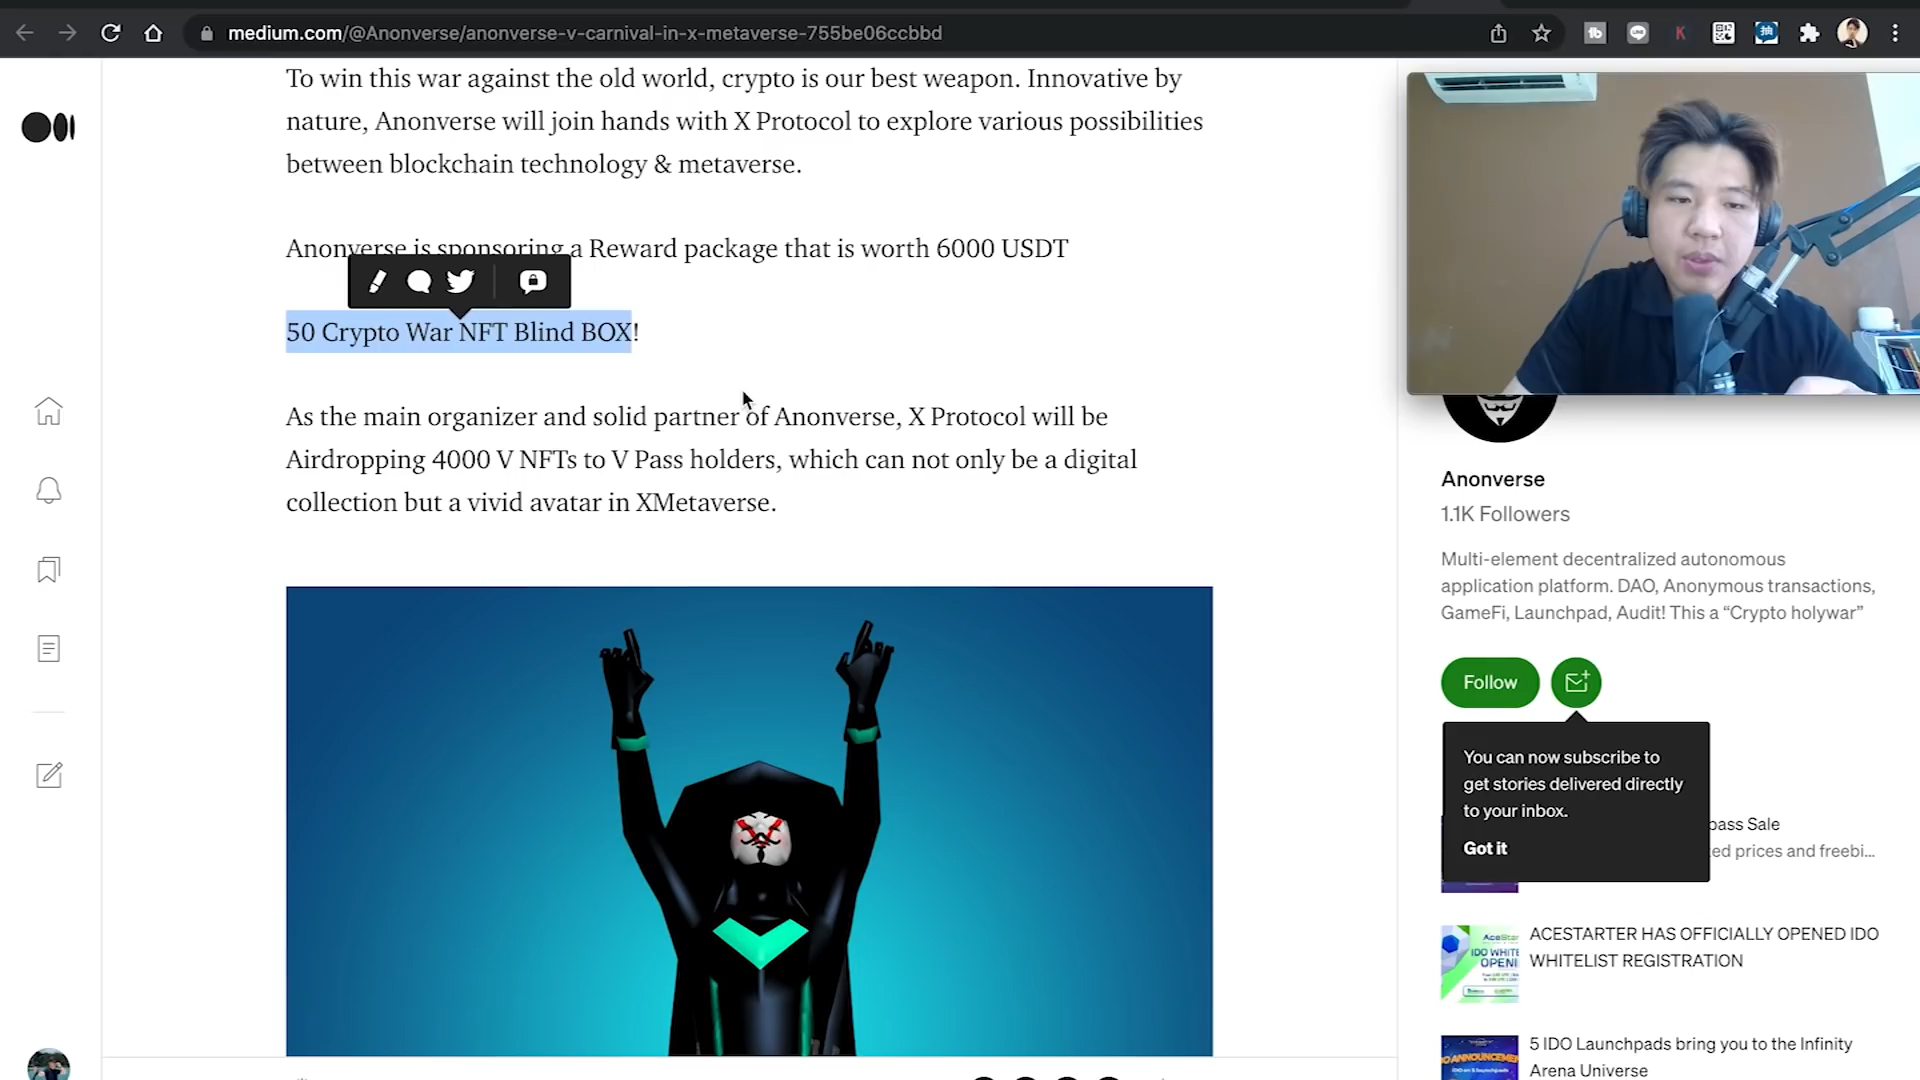 medium.com/@Anonverse/anonverse-v-carnival-in-x-metaverse-755be06ccbbd
To win this war against the old world, crypto is our best weapon. Innovative by
nature, Anonverse will join hands with X Protocol to explore various possibilities
between blockchain technology & metaverse.
Anonverse is sponsoring a Reward package that is worth 6000 USDT
50 Crypto War NFT Blind BOX!
As the main organizer and solid partner of Anonverse, X Protocol will be
Airdropping 4000 V NFTs to V Pass holders, which can not only be a digital
collection but a vivid avatar in XMetaverse.
Anonverse
1.1K Followers
Multi-element decentralized autonomous
application platform. DAO, Anonymous transactions,
GameFi, Launchpad, Audit! This a “Crypto holywar”
Follow
You can now subscribe to
get stories delivered directly
to your inbox.
Got it
pass Sale
ed prices and freebi...
ACESTARTER HAS OFFICIALLY OPENED IDO
WHITELIST REGISTRATION
5 IDO Launchpads bring you to the Infinity
Arena Universe